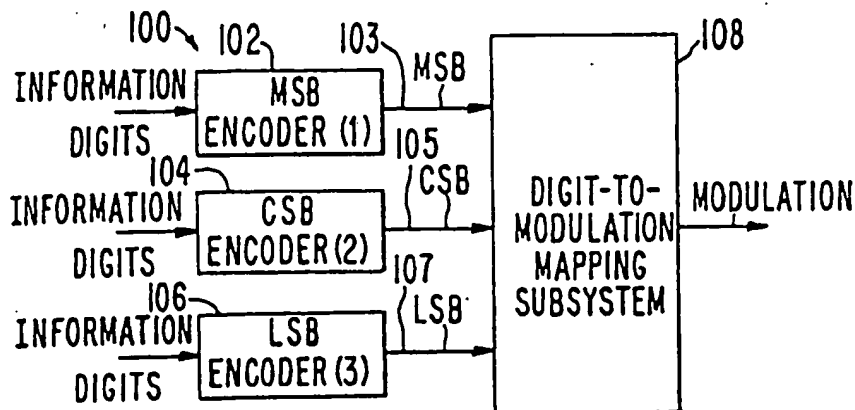 100
102
103
MSB
108
INFORMATION
DIGITS
MSB
ENCODER (1)
104
105
CSB
INFORMATION
DIGITS
CSB
ENCODER (2)
DIGIT-TO-
MODULATION
MAPPING
SUBSYSTEM
MODULATION
106
107
LSB
INFORMATION
DIGITS
LSB
ENCODER (3)